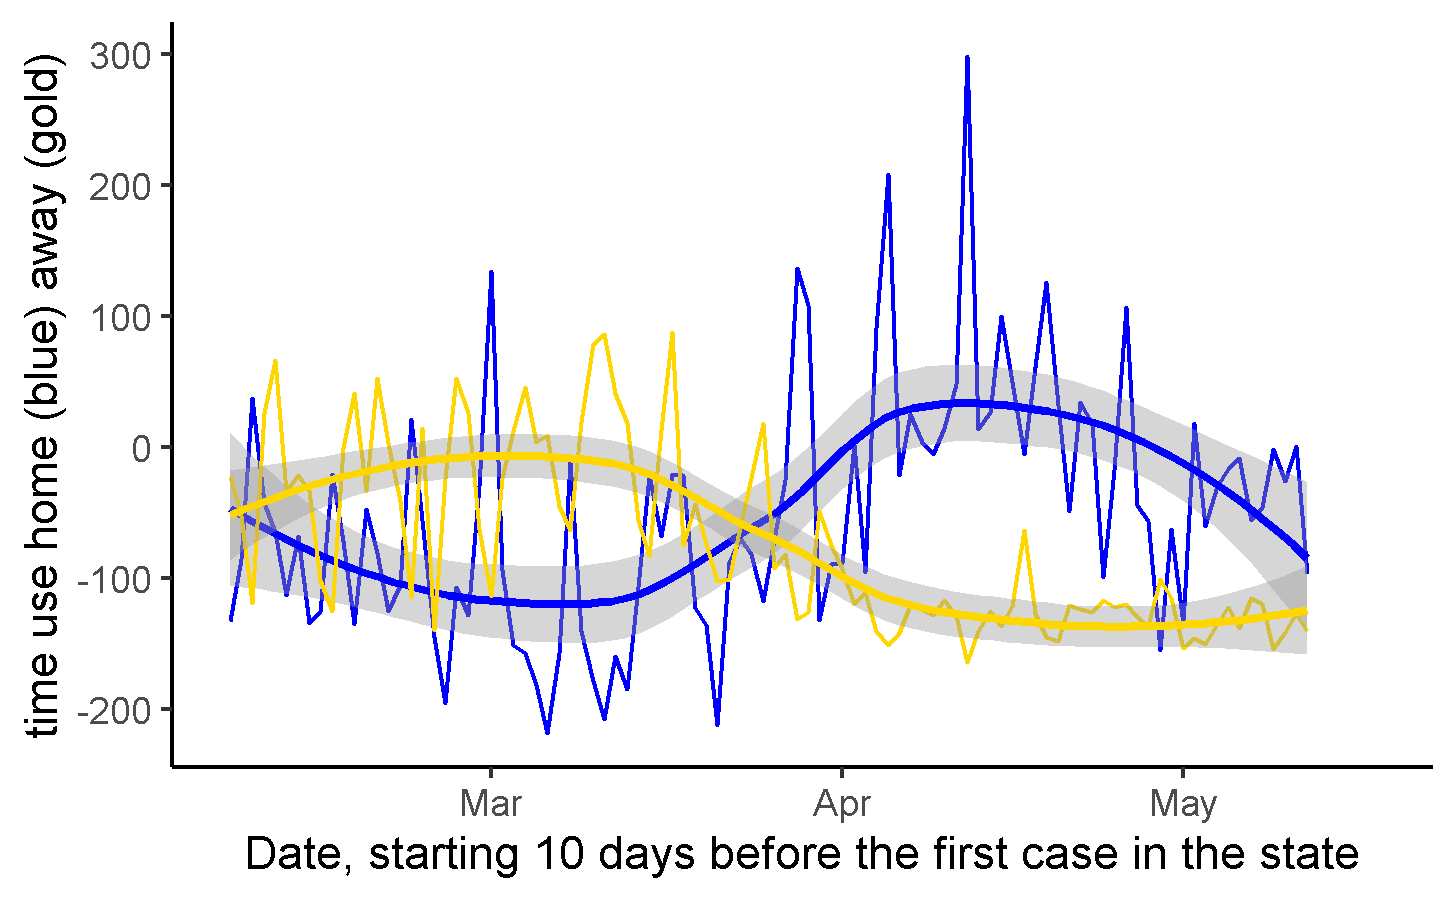 time use home (blue) away (gold)
300
200
100
0
-100
-200
Mar Apr May
Date, starting 10 days before the first case in the state